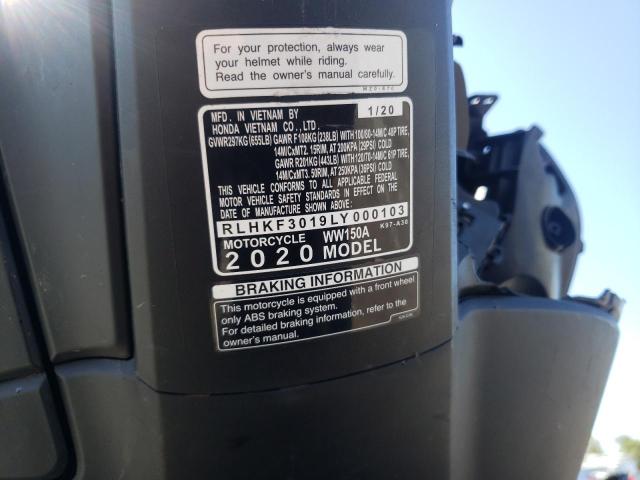 For your protection, always wear
your helmet while riding.
Read the owner's manual carefully.
MFD. IN VIETNAM BY 1/20
HONDA VIETNAM CO., LTD.
GVWR297KG (655LB) GAWR F108KG (238LB) WITH 100/80-14M/C 48P TIRE,
14M/CxMT2. 15RIM, AT 200KPA (29PSI) COLD
GAWR R201KG (443LB) WITH 120/70-14M/C 61P TIRE,
14M/CxMT3. 50RIM, AT 250KPA (36PSI) COLD
THIS VEHICLE CONFORMS TO ALL APPLICABLE FEDERAL
MOTOR VEHICLE SAFETY STANDARDS IN EFFECT ON THE
DATE OF MANUFACTURE SHOWN ABOVE.
RLHKF3019LY000103
MOTORCYCLE WW150A K97-A30
2020 MODEL
BRAKING INFORMATION
This motorcycle is equipped with a front wheel
only ABS braking system.
For detailed braking information, refer to the
owner's manual.